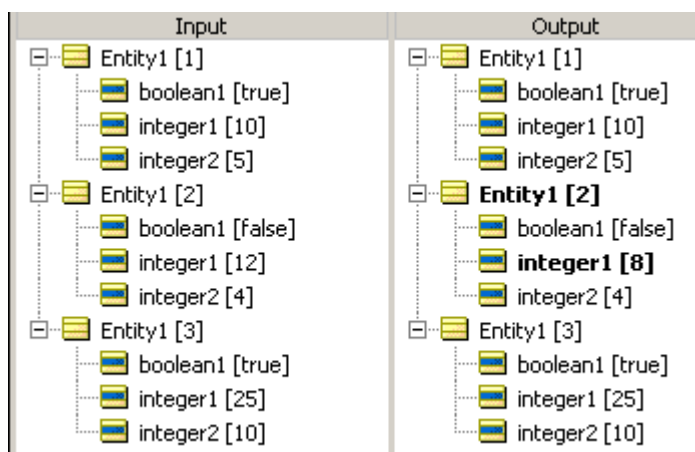 Input
Entity1 [1]
boolean1 [true]
integer1 [10]
integer2 [5]
Entity1 [2]
boolean1 [false]
integer1 [12]
integer2 [4]
Entity1 [3]
boolean1 [true]
integer1 [25]
integer2 [10]
Output
Entity1 [1]
boolean1 [true]
integer1 [10]
integer2 [5]
Entity1 [2]
boolean1 [false]
integer1 [8]
integer2 [4]
Entity1 [3]
boolean1 [true]
integer1 [25]
integer2 [10]